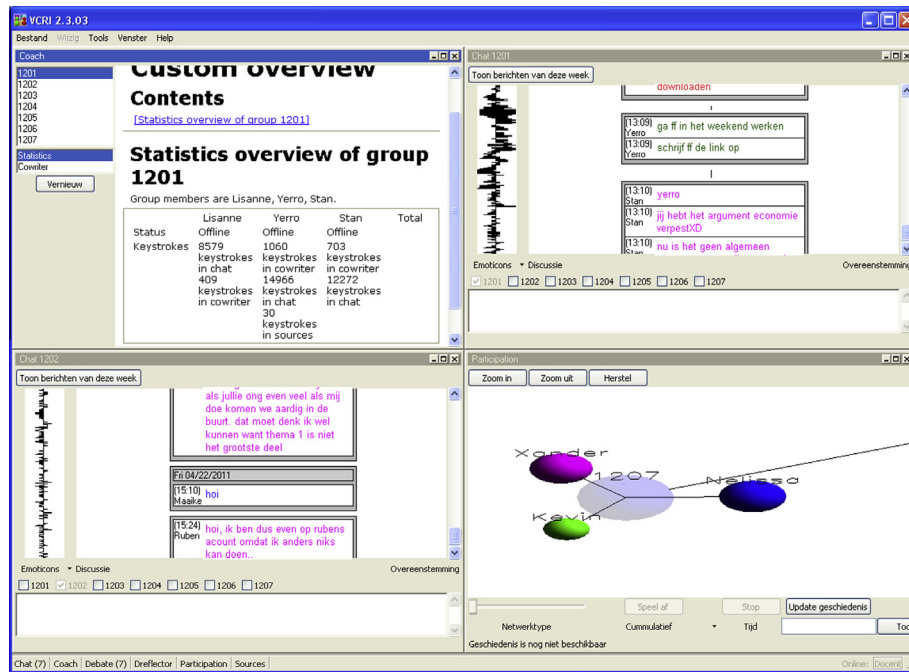 VCRI 2.3.03
Bestand Wijzig Tools Venster Help
Coach
1201
1202
1203
1204
1205
1206
1207
Statistics
Cowriter
Vernieuw
Custom overview
Contents
[Statistics overview of group 1201]
Statistics overview of group
1201
Group members are Lisanne, Yerro, Stan.
Lisanne Yerro Stan Total
Status Offline Offline Offline
Keystrokes 8579 1060 703
keystrokes keystrokes keystrokes
in chat in cowriter in cowriter
409 14966 12272
keystrokes keystrokes keystrokes
in cowriter in chat in chat
30
keystrokes
in sources
Chat 1201
Toon berichten van deze week
downloaden
(13:09) Yerro ga ff in het weekend werken
(13:09) Yerro schrijf ff de link op
(13:10) Stan yerro
(13:10) Stan jij hebt het argument economie
verpestXD
(13:10) Stan nu is het geen algemeen
Emoticons Discussie Overeenstemming
1201 1202 1203 1204 1205 1206 1207
Chat 1202
Toon berichten van deze week
als jullie ong even veel als mij
doe komen we aardig in de
buurt. dat moet denk ik wel
kunnen want thema 1 is niet
het grootste deel
Fri 04/22/2011
(15:10) Maaike hoi
(15:24) Ruben hoi, ik ben dus even op rubens
acount omdat ik anders niks
kan doen..
Emoticons Discussie Overeenstemming
1201 1202 1203 1204 1205 1206 1207
Participation
Zoom in Zoom uit Herstel
Xander
1207
Melissa
Kevin
Speel af Stop Update geschiedenis
Netwerktype Cummulatief Tijd Too
Geschiedenis is nog niet beschikbaar
Chat (7) Coach Debate (7) Dreflector Participation Sources Online: Docent